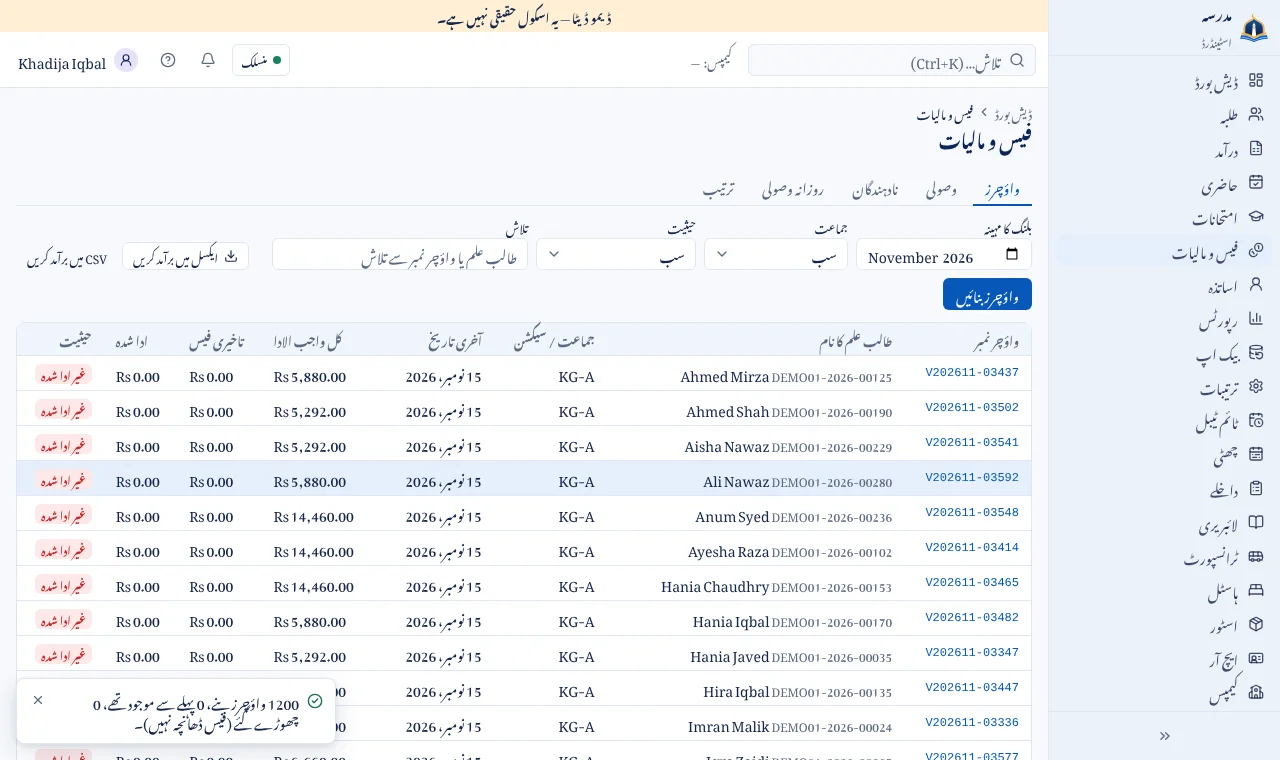 ڈیمو ڈیٹا — یہ اسکول حقیقی نہیں ہے۔
مدرسہ
اسٹینڈرڈ
ڈیش بورڈ
طلبہ
درآمد
حاضری
امتحانات
فیس و مالیات
اساتذہ
رپورٹس
بیک اپ
ترتیبات
ٹائم ٹیبل
چھٹی
داخلے
لائبریری
ٹرانسپورٹ
ہاسٹل
اسٹور
ایچ آر
کیمپس
تلاش… (Ctrl+K)
کیمپس: —
منسلک
Khadija Iqbal
ڈیش بورڈ › فیس و مالیات
فیس و مالیات
واؤچرز وصولی نادہندگان روزانہ وصولی ترتیب
بلنگ کا مہینہ جماعت حیثیت تلاش
November 2026 سب سب طالب علم یا واؤچر نمبر سے تلاش ایکسل میں برآمد کریں CSV میں برآمد کریں
واؤچرز بنائیں
واؤچر نمبر طالب علم کا نام جماعت / سیکشن آخری تاریخ کل واجب الادا تاخیری فیس ادا شدہ حیثیت
V202611-03437 Ahmed Mirza DEMO01-2026-00125 KG-A 15 نومبر، 2026 Rs 5,880.00 Rs 0.00 Rs 0.00 غیر ادا شدہ
V202611-03502 Ahmed Shah DEMO01-2026-00190 KG-A 15 نومبر، 2026 Rs 5,292.00 Rs 0.00 Rs 0.00 غیر ادا شدہ
V202611-03541 Aisha Nawaz DEMO01-2026-00229 KG-A 15 نومبر، 2026 Rs 5,292.00 Rs 0.00 Rs 0.00 غیر ادا شدہ
V202611-03592 Ali Nawaz DEMO01-2026-00280 KG-A 15 نومبر، 2026 Rs 5,880.00 Rs 0.00 Rs 0.00 غیر ادا شدہ
V202611-03548 Anum Syed DEMO01-2026-00236 KG-A 15 نومبر، 2026 Rs 14,460.00 Rs 0.00 Rs 0.00 غیر ادا شدہ
V202611-03414 Ayesha Raza DEMO01-2026-00102 KG-A 15 نومبر، 2026 Rs 14,460.00 Rs 0.00 Rs 0.00 غیر ادا شدہ
V202611-03465 Hania Chaudhry DEMO01-2026-00153 KG-A 15 نومبر، 2026 Rs 14,460.00 Rs 0.00 Rs 0.00 غیر ادا شدہ
V202611-03482 Hania Iqbal DEMO01-2026-00170 KG-A 15 نومبر، 2026 Rs 5,880.00 Rs 0.00 Rs 0.00 غیر ادا شدہ
V202611-03347 Hania Javed DEMO01-2026-00035 KG-A 15 نومبر، 2026 Rs 5,292.00 Rs 0.00 Rs 0.00 غیر ادا شدہ
V202611-03447 Hira Iqbal DEMO01-2026-00135 KG-A 15 نومبر، 2026
V202611-03336 Imran Malik DEMO01-2026-00024 KG-A 15 نومبر، 2026
V202611-03577
1200 واؤچرز بنے، 0 پہلے سے موجود تھے، 0
چھوڑے گئے (فیس ڈھانچہ نہیں)۔